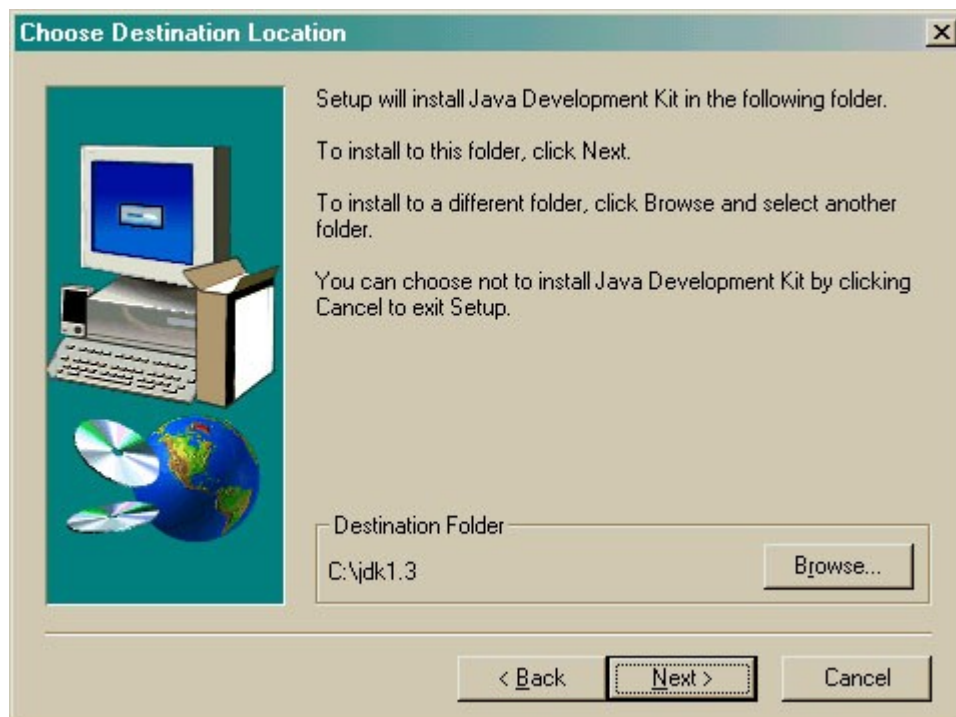 Choose Destination Location
Setup will install Java Development Kit in the following folder.
To install to this folder, click Next.
To install to a different folder, click Browse and select another
folder.
You can choose not to install Java Development Kit by clicking
Cancel to exit Setup.
Destination Folder
C:\jdk1.3
Browse...
< Back
Next >
Cancel